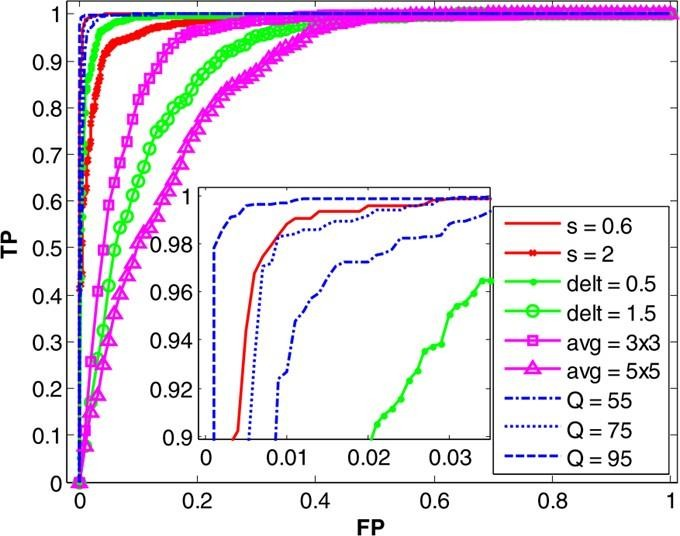 1
0.9
0.8
0.7
0.6
0.5
0.4
0.3
0.2
0.1
0
TP
0
0.2
0.4
0.6
0.8
1
FP
1
0.98
0.96
0.94
0.92
0.9
0
0.01
0.02
0.03
s = 0.6
s = 2
delt = 0.5
delt = 1.5
avg = 3x3
avg = 5x5
Q = 55
Q = 75
Q = 95